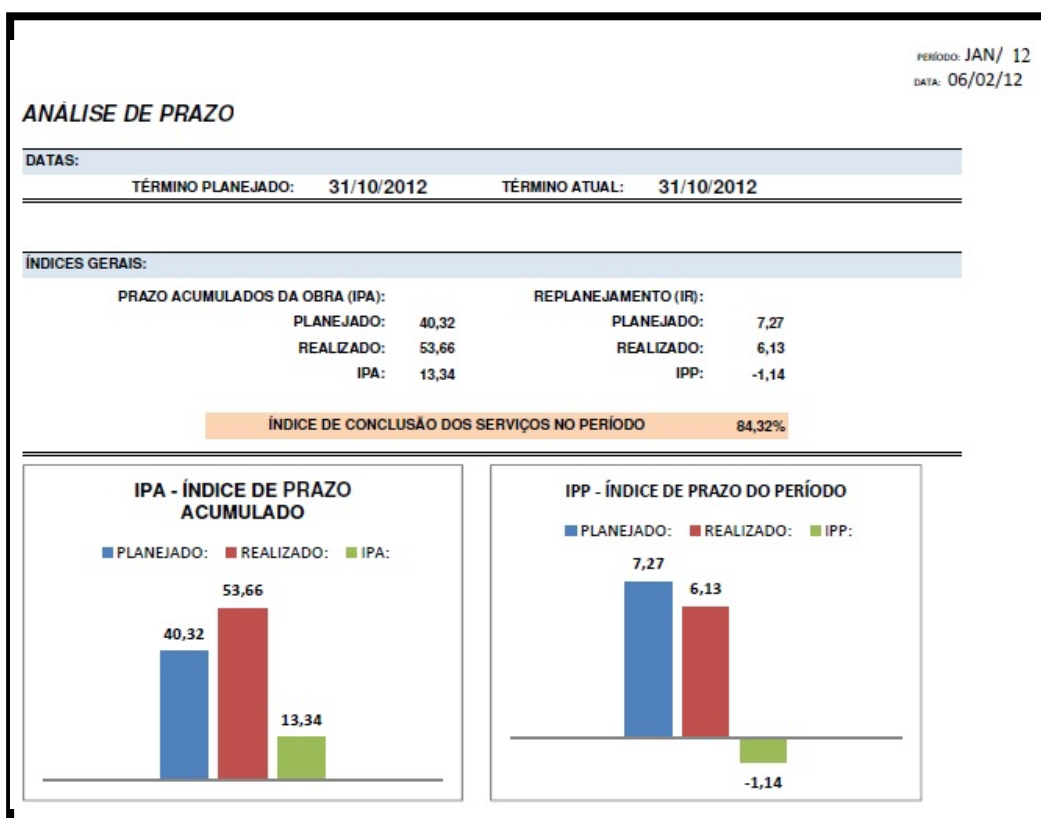 PERÍODO: JAN/ 12
DATA: 06/02/12
ANÁLISE DE PRAZO
DATAS:
TÉRMINO PLANEJADO: 31/10/2012 TÉRMINO ATUAL: 31/10/2012
ÍNDICES GERAIS:
PRAZO ACUMULADOS DA OBRA (IPA): REPLANEJAMENTO (IR):
PLANEJADO: 40,32 PLANEJADO: 7,27
REALIZADO: 53,66 REALIZADO: 6,13
IPA: 13,34 IPP: -1,14
ÍNDICE DE CONCLUSÃO DOS SERVIÇOS NO PERÍODO 84,32%
IPA - ÍNDICE DE PRAZO
ACUMULADO
PLANEJADO: REALIZADO: IPA:
53,66
40,32
13,34
IPP - ÍNDICE DE PRAZO DO PERÍODO
PLANEJADO: REALIZADO: IPP:
7,27
6,13
-1,14